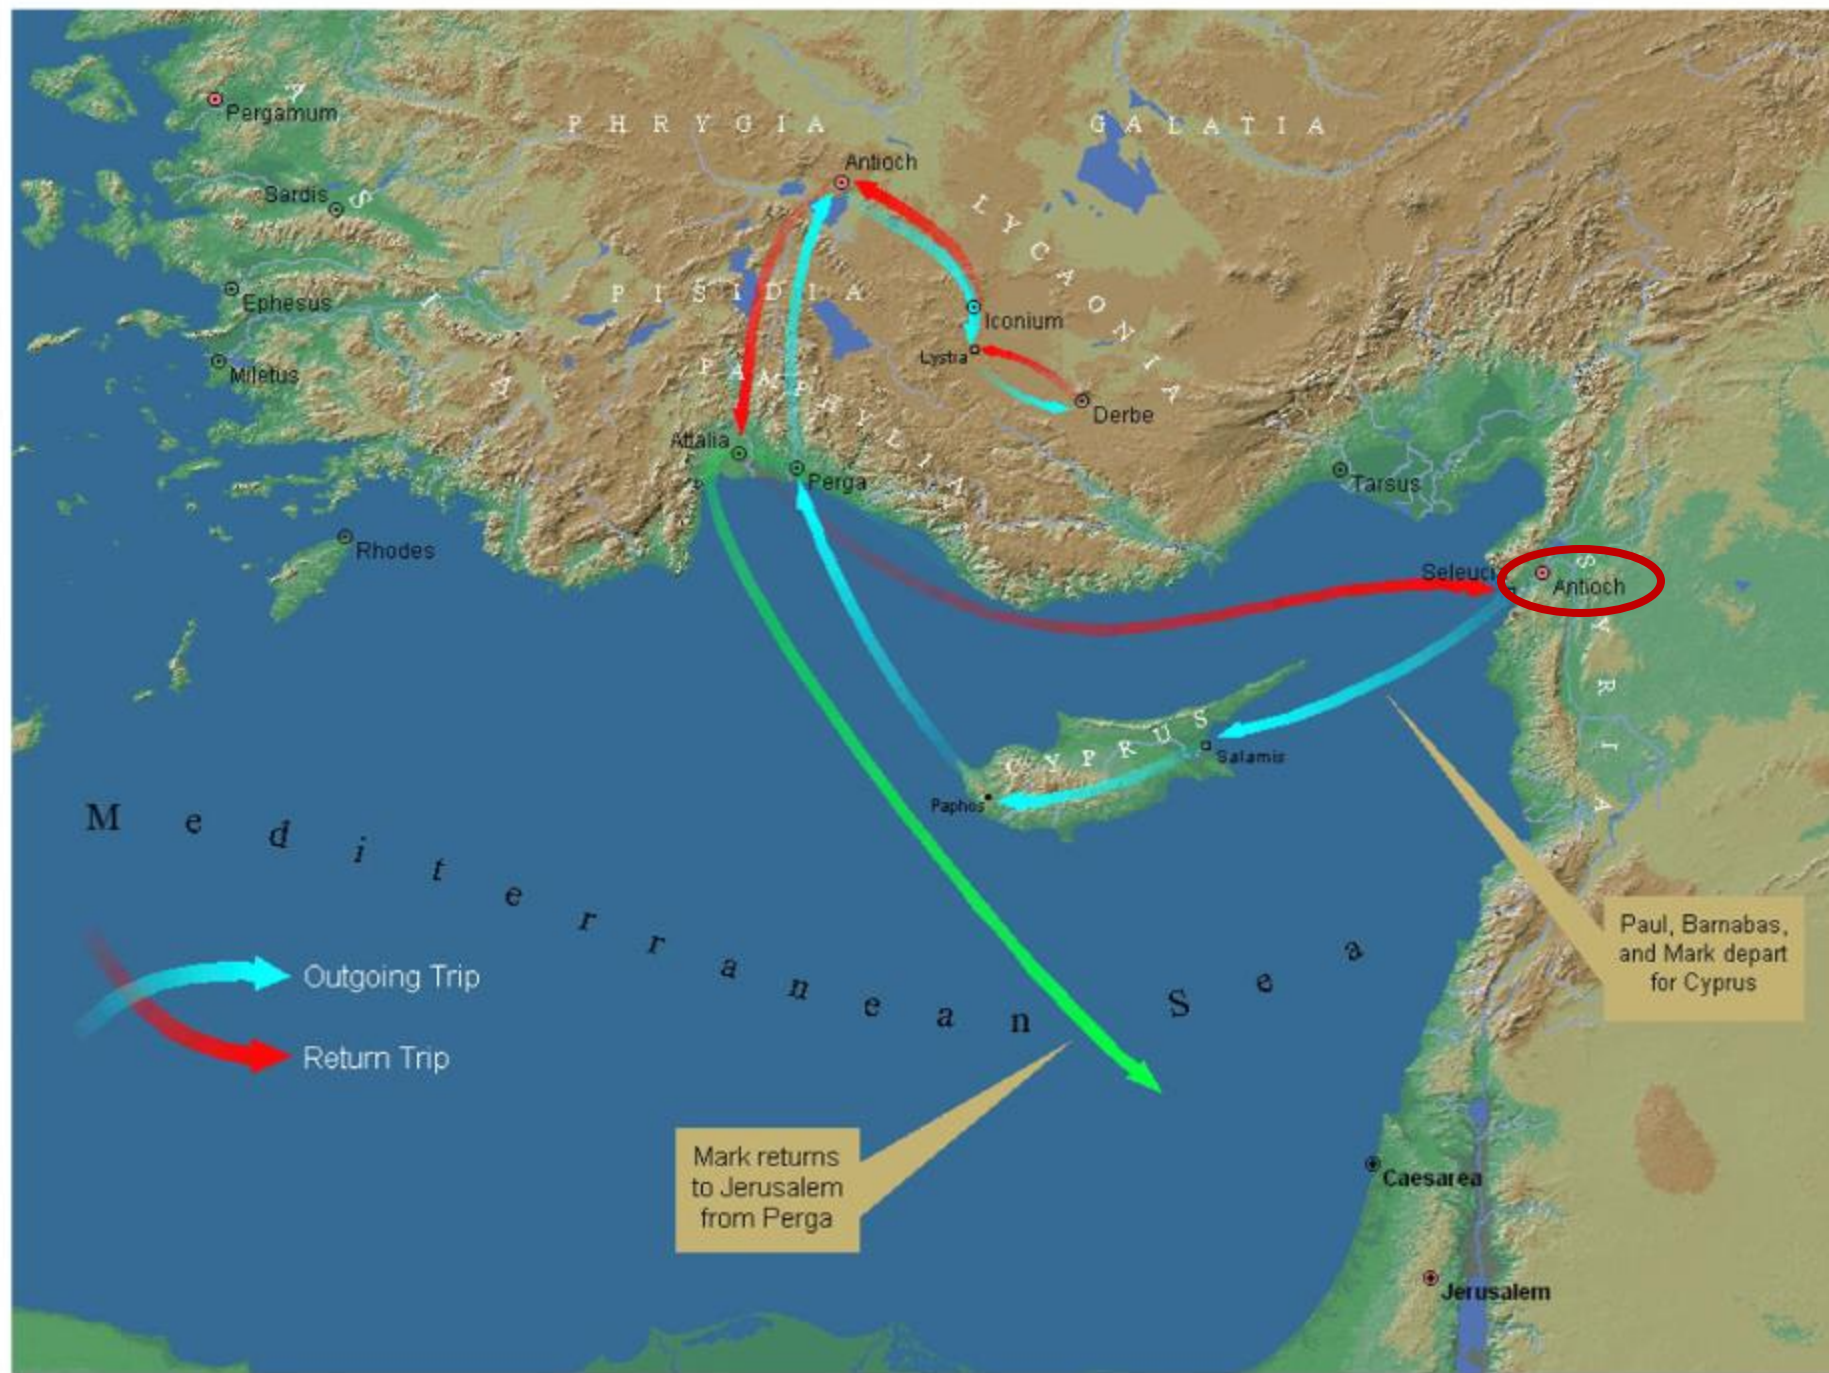 Pergamum
PHRYGIA
GALATIA
Antioch
Sardis
ASIA
LYCAONIA
Ephesus
PISIDIA
Iconium
Lystra
Miletus
PAMPHYLIA
Derbe
Attalia
Perga
Tarsus
Rhodes
Seleuci
Antioch
SYRIA
CYPRUS
Salamis
Paphos
Mediterranean Sea
Paul, Barnabas,
and Mark depart
for Cyprus
Outgoing Trip
Return Trip
Mark returns
to Jerusalem
from Perga
Caesarea
Jerusalem